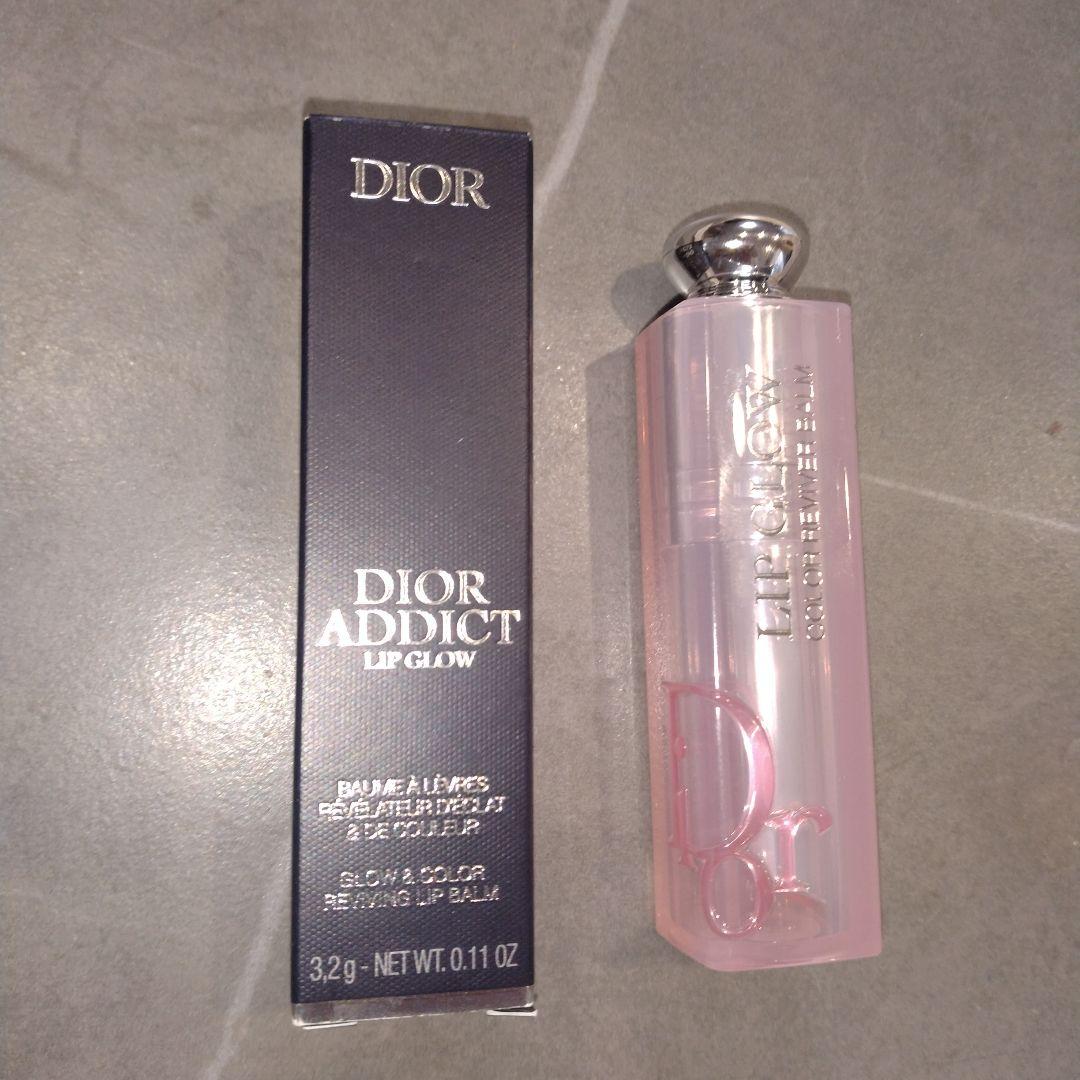 DIOR
DIOR
ADDICT
LIP GLOW
BAUME À LÈVRES
RÉVÉLATEUR D'ÉCLAT
& DE COULEUR
GLOW & COLOR
REVIVING LIP BALM
3,2 g - NET WT. 0.11 OZ
LIP GLOW
COLOR REVIVER BALM
Dior